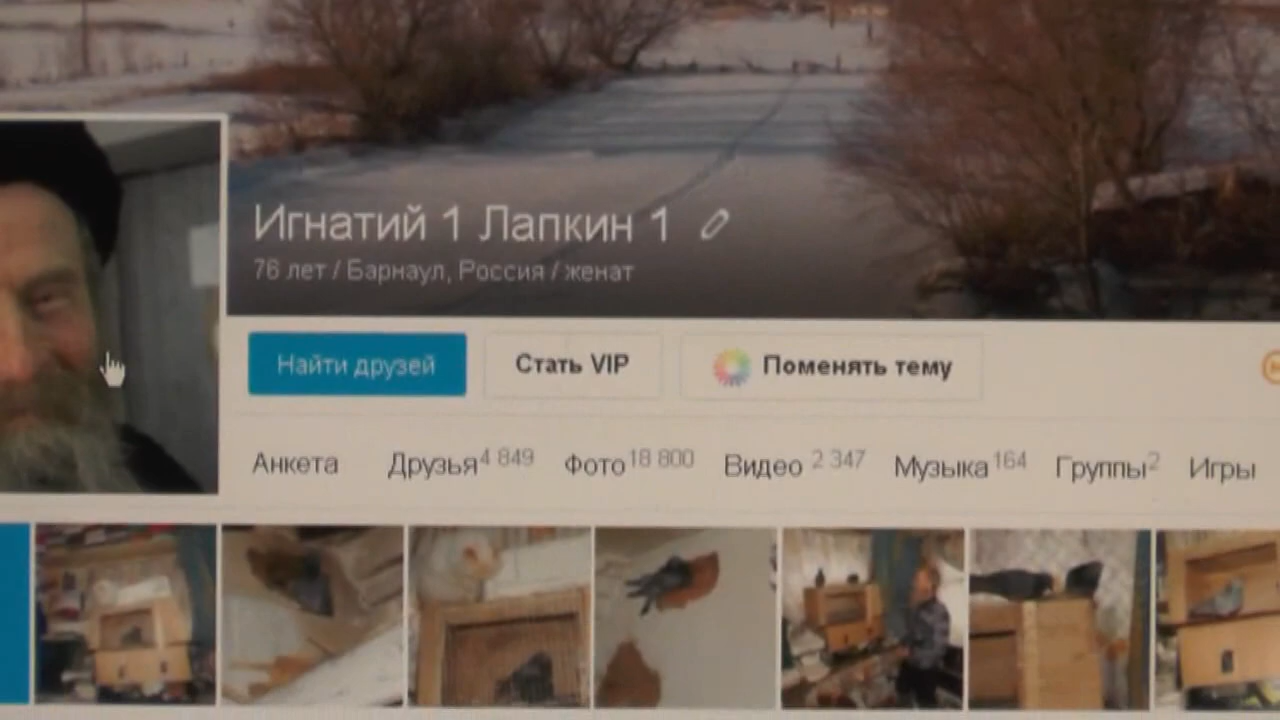 Игнатий 1 Лапкин 1
76 лет / Барнаул, Россия / женат
Найти друзей Стать VIP Поменять тему
Анкета Друзья 4 849 Фото 18 800 Видео 2 347 Музыка 164 Группы 2 Игры